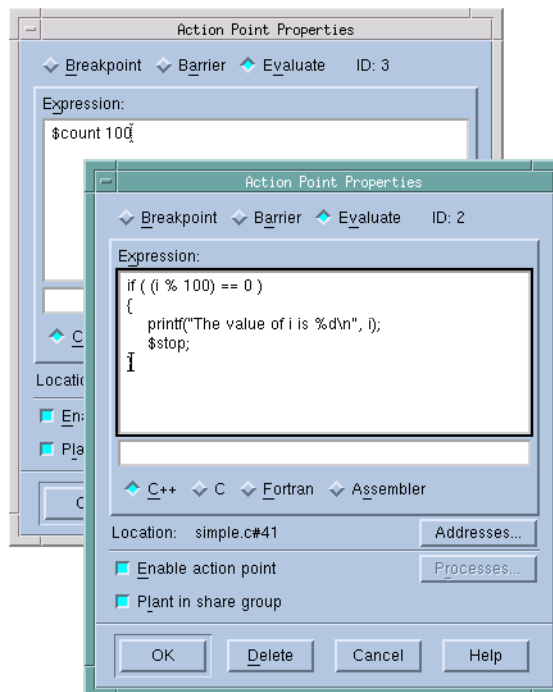 Action Point Properties
Breakpoint Barrier Evaluate ID: 3
Expression:
$count 100
Action Point Properties
Breakpoint Barrier Evaluate ID: 2
Expression:
if ( (i % 100) == 0 )
{
printf("The value of i is %d\n", i);
$stop;
}
C++ C Fortran Assembler
Location: simple.c#41 Addresses...
Enable action point Processes...
Plant in share group
OK Delete Cancel Help